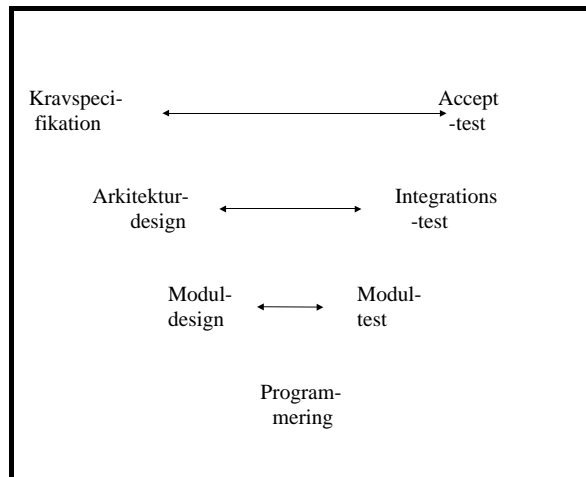 Kravspeci-
fikation
Accept
-test
Arkitektur-
design
Integrations
-test
Modul-
design
Modul-
test
Program-
mering